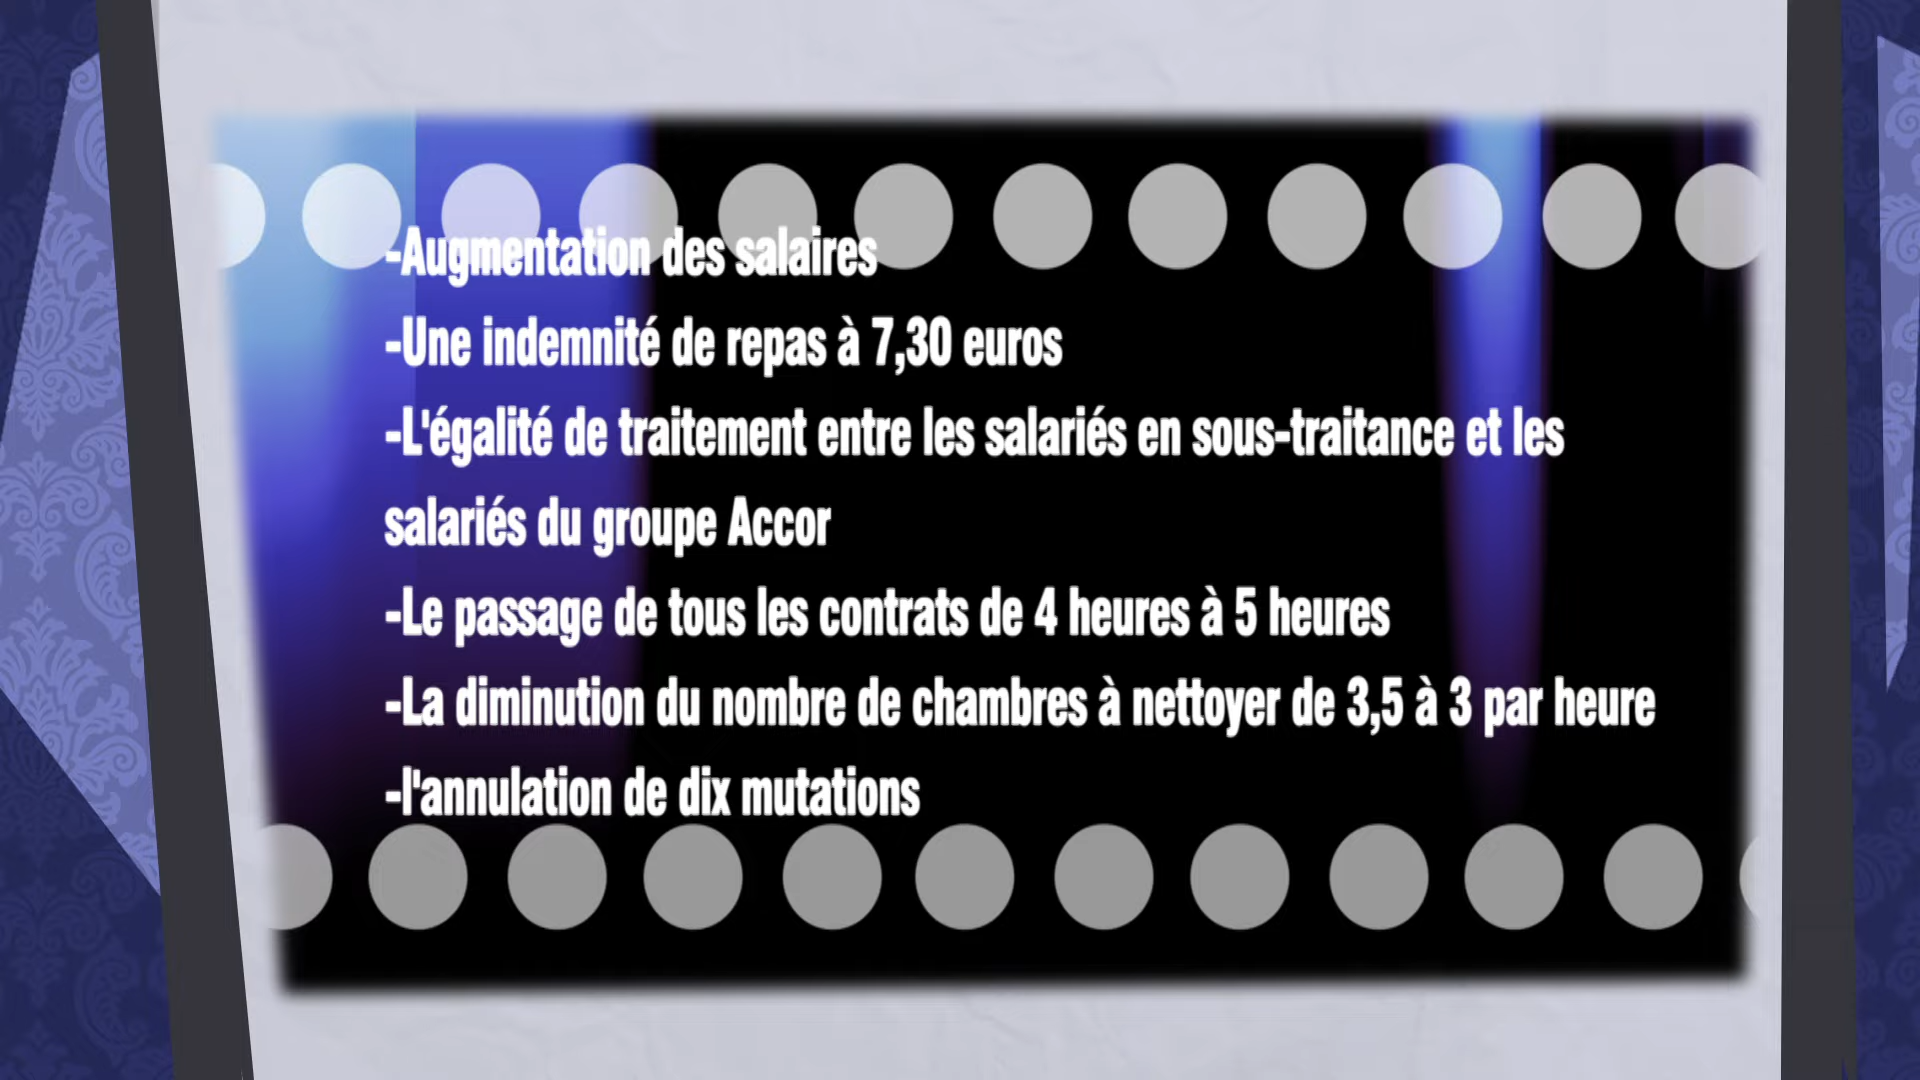 -Augmentation des salaires
-Une indemnité de repas à 7,30 euros
-L'égalité de traitement entre les salariés en sous-traitance et les
salariés du groupe Accor
-Le passage de tous les contrats de 4 heures à 5 heures
-La diminution du nombre de chambres à nettoyer de 3,5 à 3 par heure
-l'annulation de dix mutations